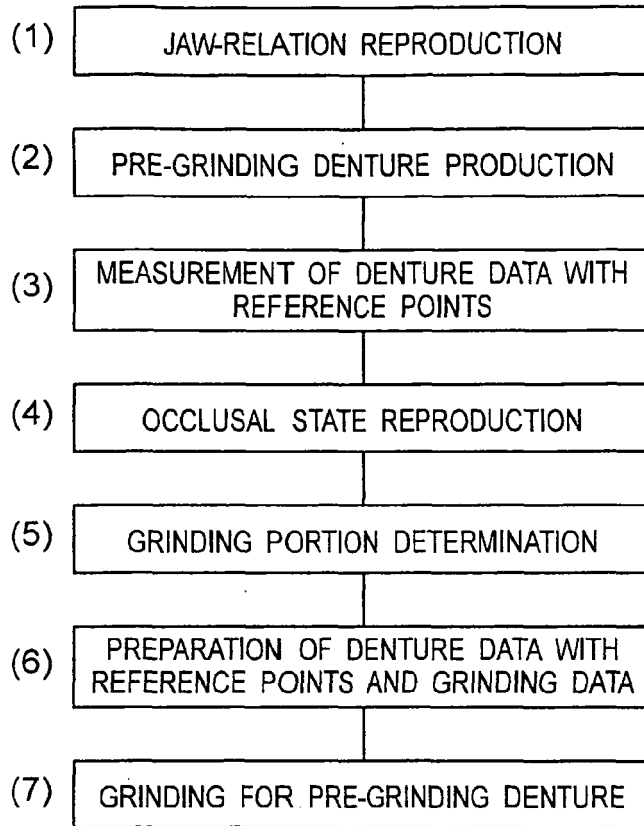 (1) JAW-RELATION REPRODUCTION
(2) PRE-GRINDING DENTURE PRODUCTION
(3) MEASUREMENT OF DENTURE DATA WITH
REFERENCE POINTS
(4) OCCLUSAL STATE REPRODUCTION
(5) GRINDING PORTION DETERMINATION
(6) PREPARATION OF DENTURE DATA WITH
REFERENCE POINTS AND GRINDING DATA
(7) GRINDING FOR PRE-GRINDING DENTURE